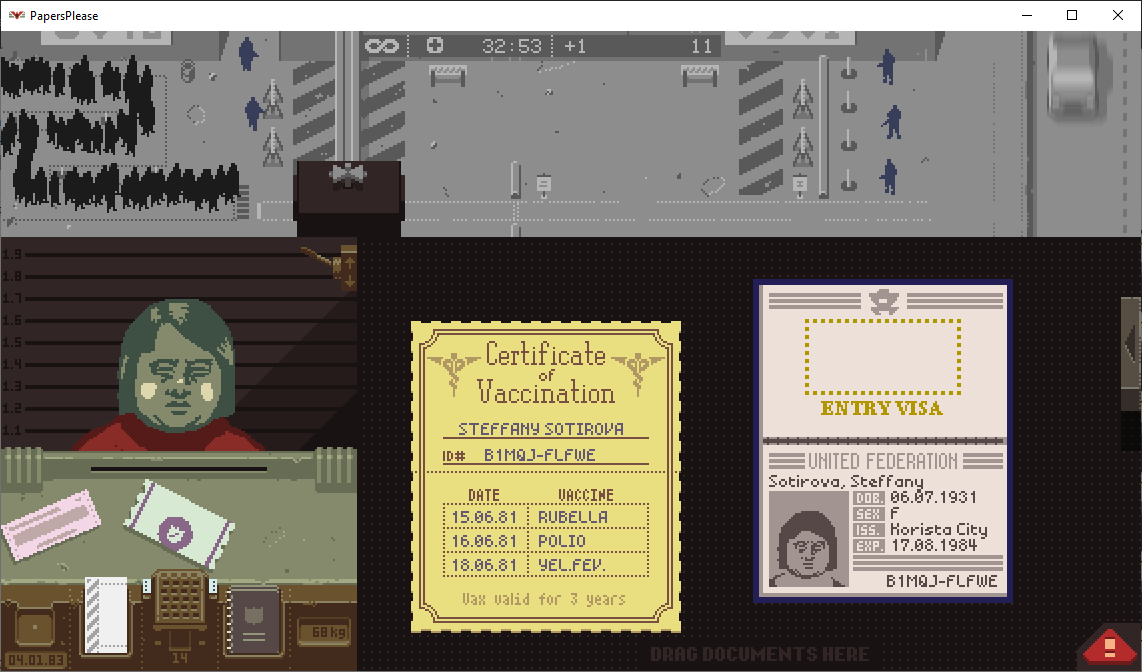 PapersPlease
32:53 +1 11
1.9
1.8
1.7
1.6
1.5
1.4
1.3
1.2
1.1
Certificate
of
Vaccination
STEFFANY SOTIROVA
ID# B1MQJ-FLFWE
DATE VACCINE
15.06.81 RUBELLA
16.06.81 POLIO
18.06.81 YEL.FEV.
Vax valid for 3 years
ENTRY VISA
UNITED FEDERATION
Sotirova, Steffany
DOB. 06.07.1931
SEX F
ISS. Korista City
EXP. 17.08.1984
B1MQJ-FLFWE
04.01.83
14
68kg
DRAG DOCUMENTS HERE